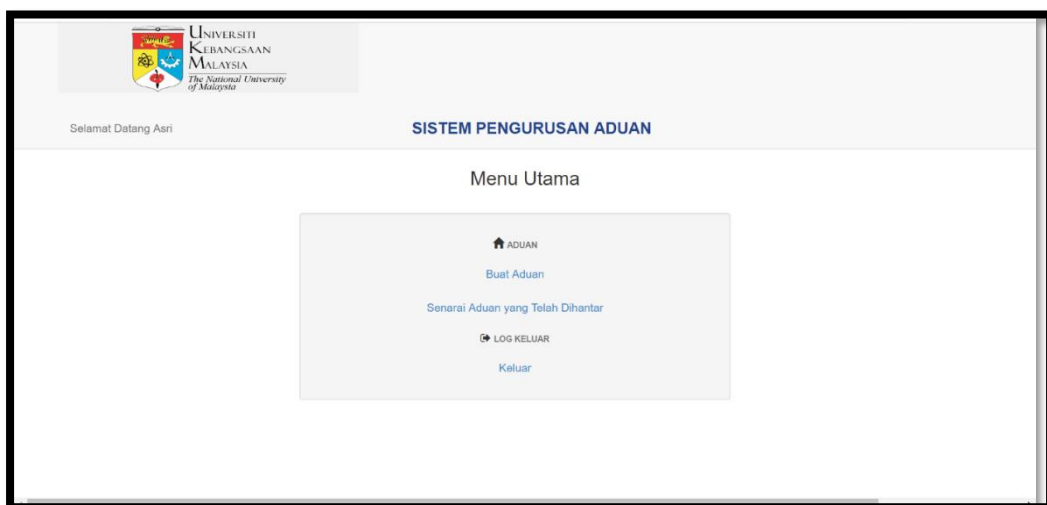 UNIVERSITI
KEBANGSAAN
MALAYSIA
The National University
of Malaysia
Selamat Datang Asri
SISTEM PENGURUSAN ADUAN
Menu Utama
ADUAN
Buat Aduan
Senarai Aduan yang Telah Dihantar
LOG KELUAR
Keluar